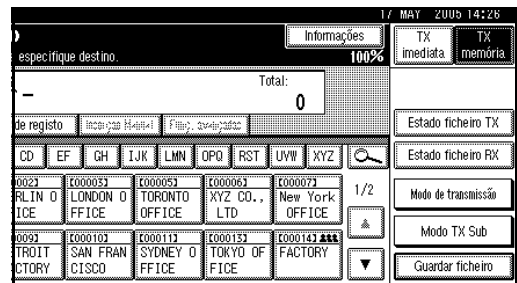 17 MAY 2005 14:26
Informações
TX imediata
TX memória
especifique destino.
100%
Total:
0
de registo
Estado ficheiro TX
CD EF GH IJK LMN OPQ RST UVW XYZ
Estado ficheiro RX
[00003] [00005] [00006] [00007]
RLIN O LONDON O TORONTO XYZ CO., New York
ICE FFICE OFFICE LTD OFFICE
1/2
Modo de transmissão
Modo TX Sub
[00010] [00011] [00013] [00014]
TROIT SAN FRAN SYDNEY O TOKYO OF FACTORY
CTORY CISCO FFICE FICE
Guardar ficheiro